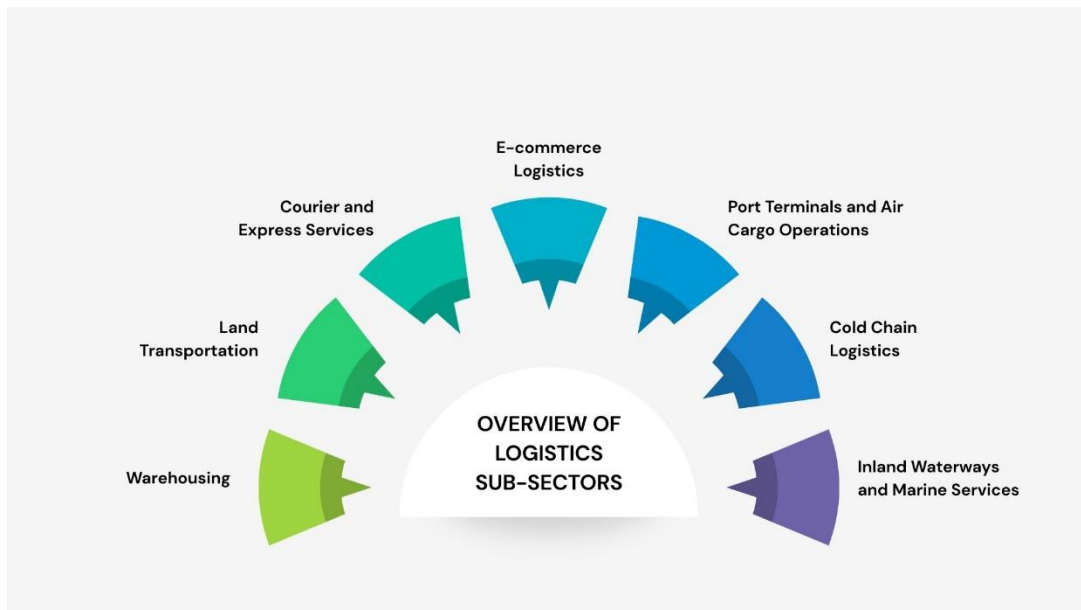 E-commerce
Logistics
Courier and
Express Services
Port Terminals and Air
Cargo Operations
Land
Transportation
Cold Chain
Logistics
OVERVIEW OF
LOGISTICS
SUB-SECTORS
Warehousing
Inland Waterways
and Marine Services